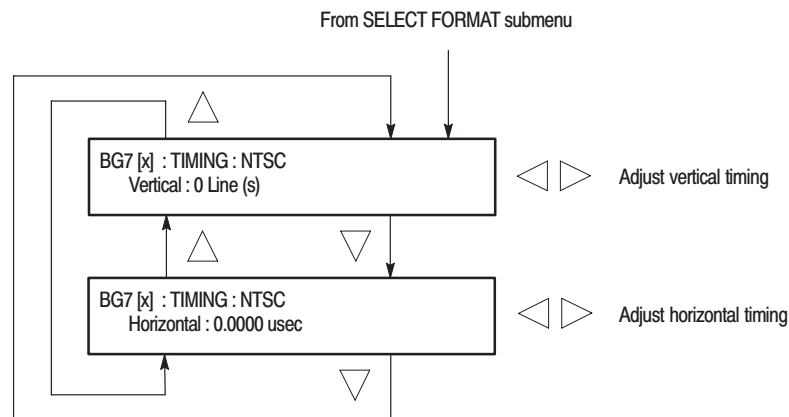 From SELECT FORMAT submenu
BG7 [x] : TIMING : NTSC
Vertical : 0 Line (s)
Adjust vertical timing
BG7 [x] : TIMING : NTSC
Horizontal : 0.0000 usec
Adjust horizontal timing